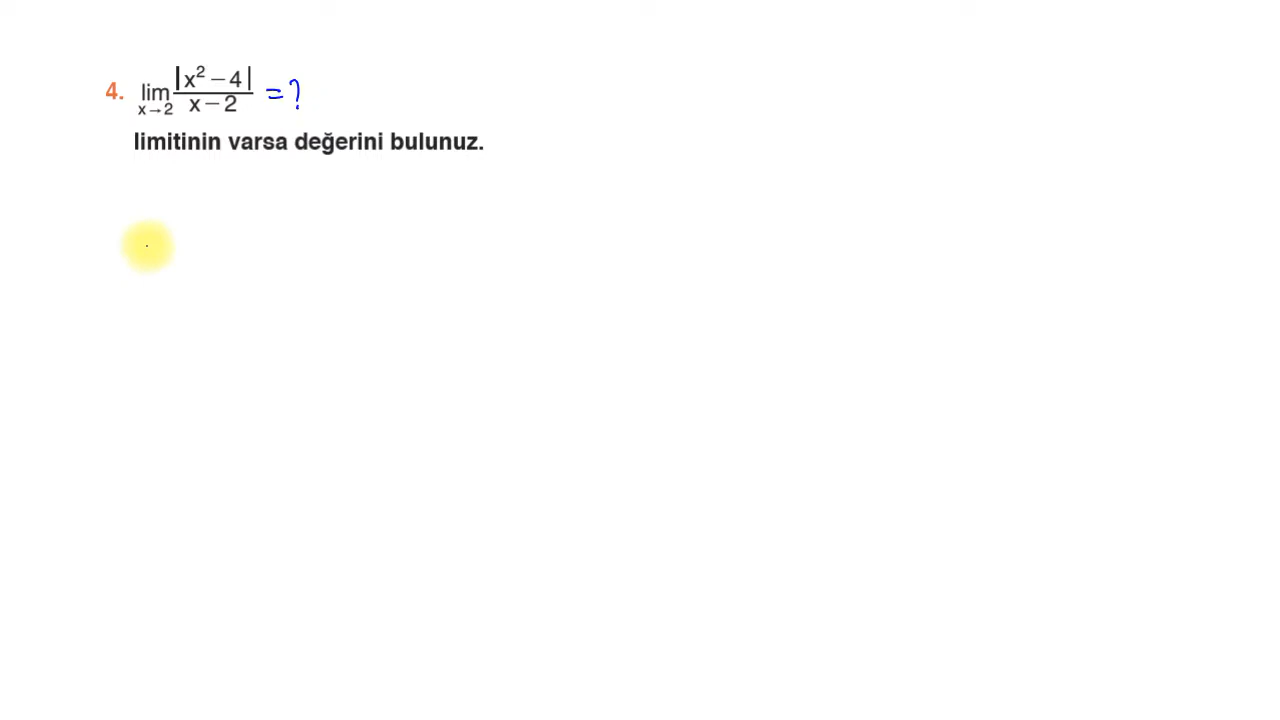 4. lim x→2 |x² − 4| / x − 2 = ?
limitinin varsa değerini bulunuz.